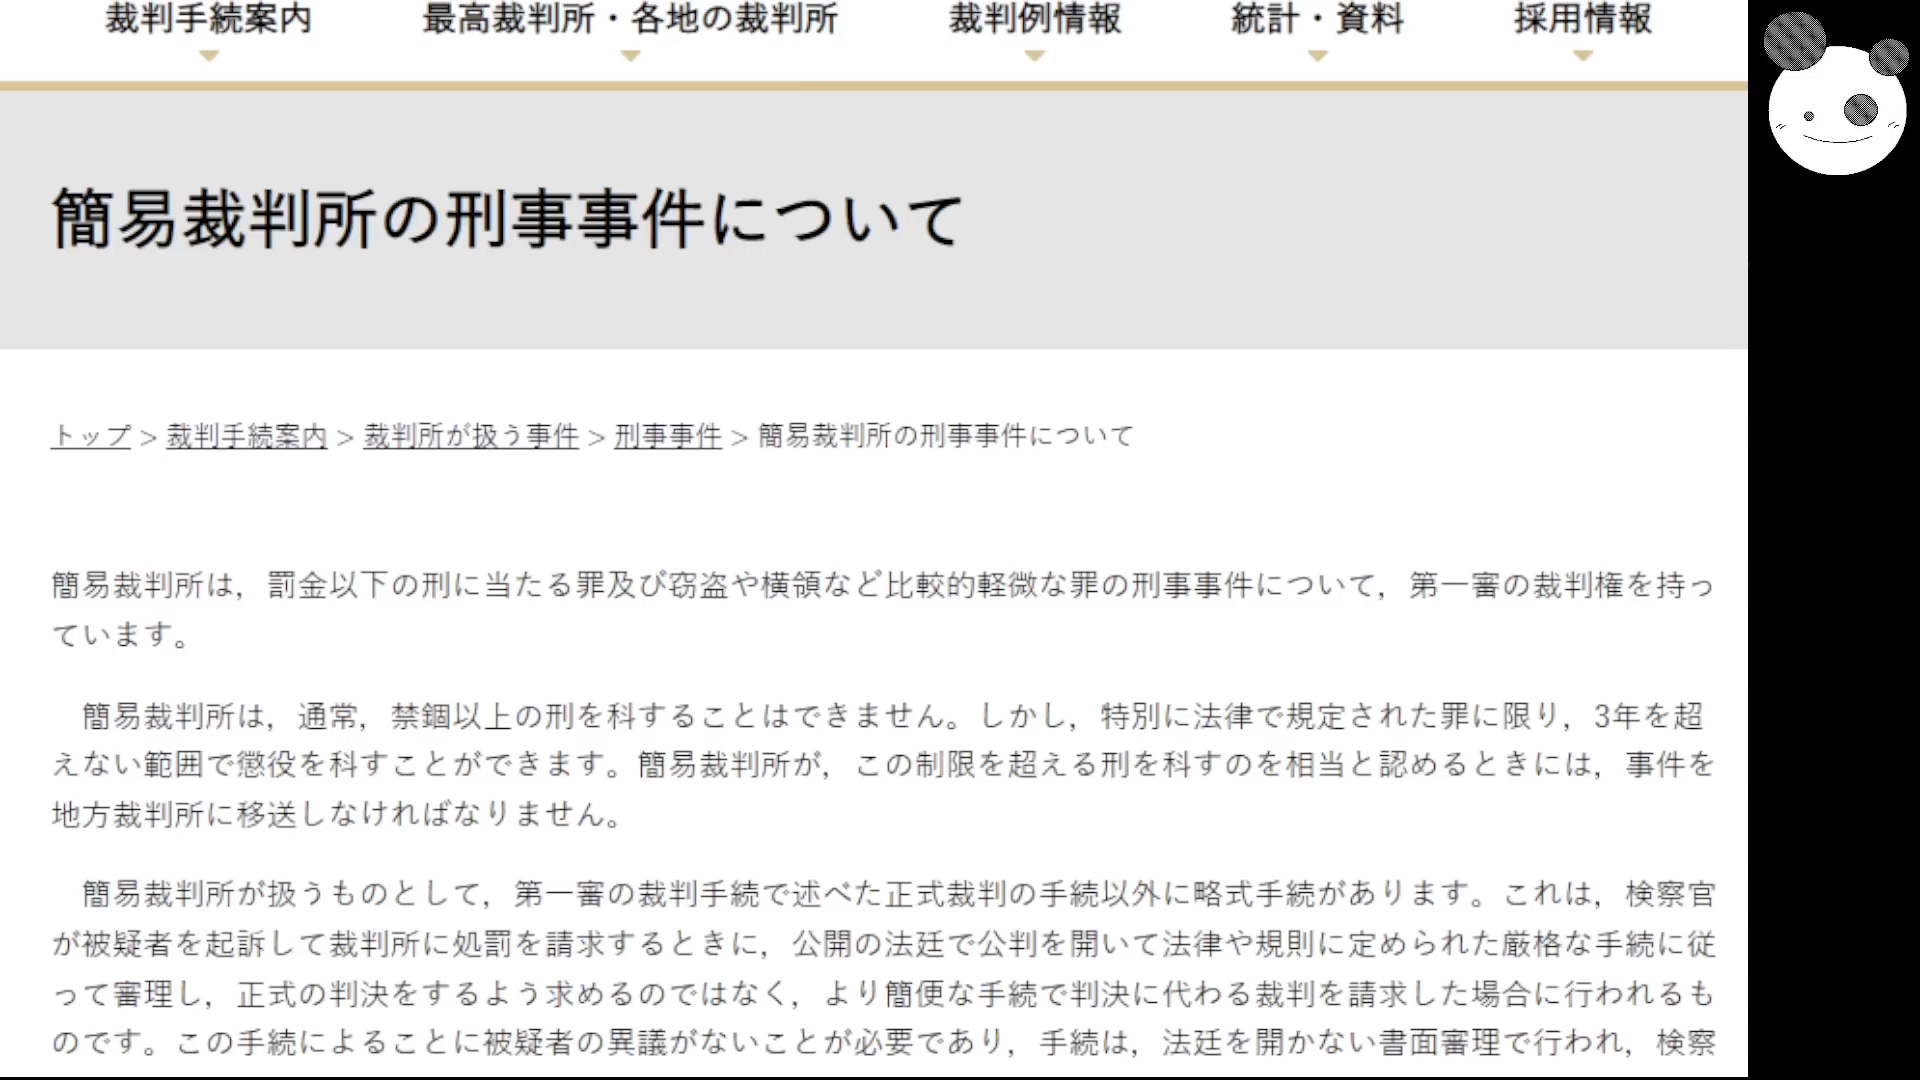 裁判手続案内 最高裁判所・各地の裁判所 裁判例情報 統計・資料 採用情報
簡易裁判所の刑事事件について
トップ > 裁判手続案内 > 裁判所が扱う事件 > 刑事事件 > 簡易裁判所の刑事事件について
簡易裁判所は，罰金以下の刑に当たる罪及び窃盗や横領など比較的軽微な罪の刑事事件について，第一審の裁判権を持っ
ています。
簡易裁判所は，通常，禁錮以上の刑を科することはできません。しかし，特別に法律で規定された罪に限り，3年を超
えない範囲で懲役を科すことができます。簡易裁判所が，この制限を超える刑を科すのを相当と認めるときには，事件を
地方裁判所に移送しなければなりません。
簡易裁判所が扱うものとして，第一審の裁判手続で述べた正式裁判の手続以外に略式手続があります。これは，検察官
が被疑者を起訴して裁判所に処罰を請求するときに，公開の法廷で公判を開いて法律や規則に定められた厳格な手続に従
って審理し，正式の判決をするよう求めるのではなく，より簡便な手続で判決に代わる裁判を請求した場合に行われるも
のです。この手続によることに被疑者の異議がないことが必要であり，手続は，法廷を開かない書面審理で行われ，検察